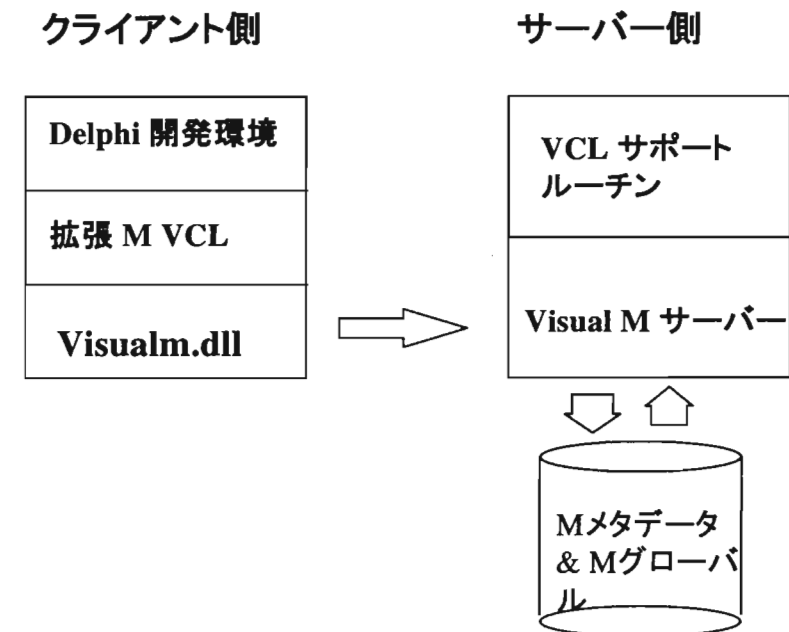 クライアント側
サーバー側
Delphi 開発環境
拡張 M VCL
Visualm.dll
VCL サポート
ルーチン
Visual M サーバー
Mメタデータ
& Mグローバ
ル